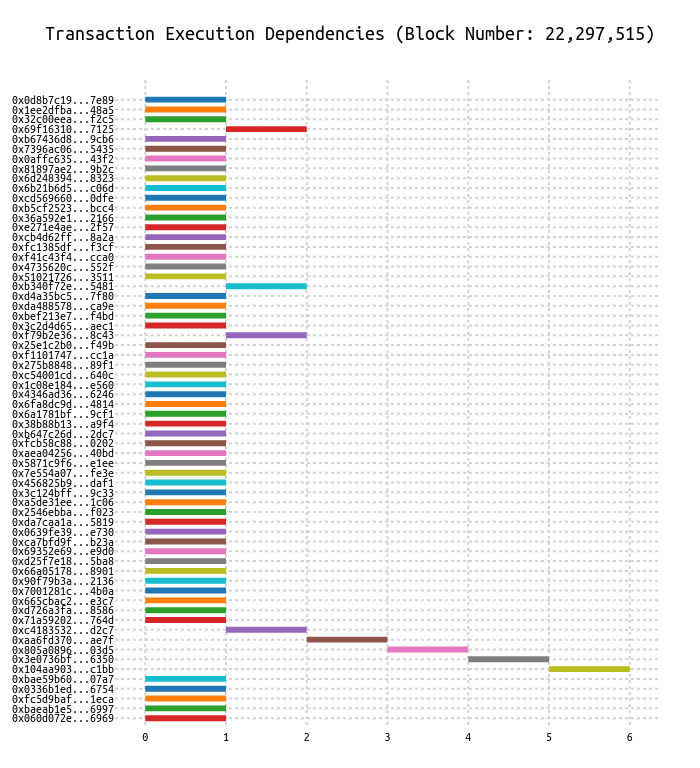 Transaction Execution Dependencies (Block Number: 22,297,515)
0x0d8b7c19...7e89
0x1ee2dfba...48a5
0x32c00eea...f2c5
0x69f16310...7125
0xb67436d8...9cb6
0x7396ac06...5435
0x0affc635...43f2
0x81897ae2...9b2c
0x6d248394...8323
0x6b21b6d5...c06d
0xcd569660...0dfe
0xb5cf2523...bcc4
0x36a592e1...2166
0xe271e4ae...2f57
0xcb4d62ff...8a2a
0xfc1385df...f3cf
0xf41c43f4...cca0
0x4735620c...552f
0x51021726...3511
0xb340f72e...5481
0xd4a35bc5...7f80
0xda488578...ca9e
0xbef213e7...f4bd
0x3c2d4d65...aec1
0xf79b2e36...8c43
0x25e1c2b0...f49b
0xf1101747...cc1a
0x275b8848...89f1
0xc54001cd...640c
0x1c08e184...e560
0x4346ad36...6246
0x6fa8dc9d...4814
0x6a1781bf...9cf1
0x38b88b13...a9f4
0xb647c26d...2dc7
0xfcb58c88...0202
0xaea04256...40bd
0x5871c9f6...e1ee
0x7e554a07...fe3e
0x456825b9...daf1
0x3c124bff...9c33
0xa5de31ee...1c06
0x2546ebba...f023
0xda7caa1a...5819
0x0639fe39...e730
0xca7bfd9f...b23a
0x69352e69...e9d0
0xd25f7e18...5ba8
0x66a05178...8901
0x90f79b3a...2136
0x7001281c...4b0a
0x665cbac2...e3c7
0xd726a3fa...8586
0x71a59202...764d
0xc4183532...d2c7
0xaa6fd370...ae7f
0x805a0896...03d5
0x3e0736bf...6350
0x104aa903...c1bb
0xbae59b60...07a7
0x0336b1ed...6754
0xfc5d9baf...1eca
0xbaeab1e5...6997
0x060d072e...6969
0 1 2 3 4 5 6